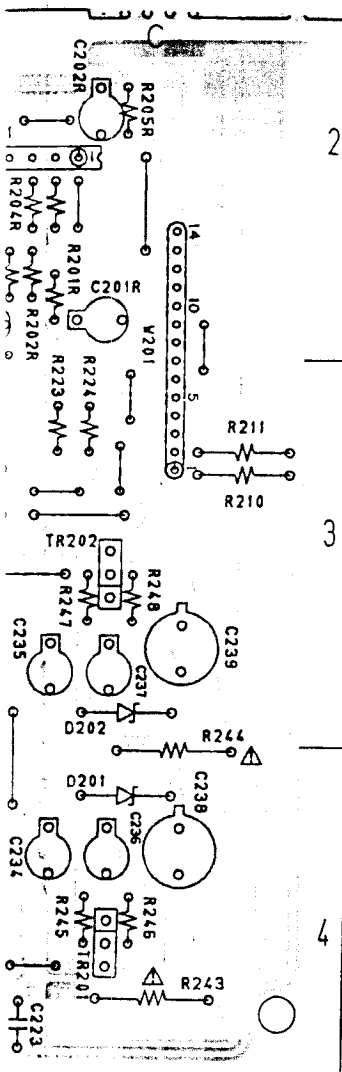 C
C202R
R205R
2
1
R204R
14
R201R
C201R
10
R202R
W201
R223
R224
5
R211
1
R210
TR202
3
R247
R248
C235
C237
C239
D202
R244
D201
C238
C234
C236
R245
TR201
R246
4
R243
C223